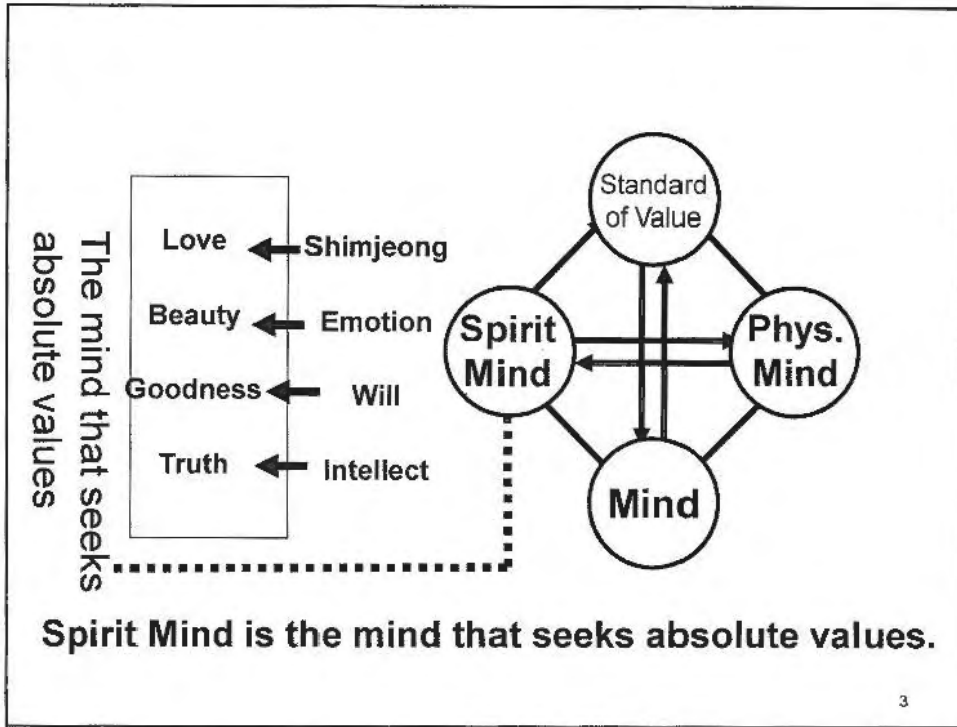 The mind that seeks
absolute values
Love
Shimjeong
Beauty
Emotion
Goodness
Will
Truth
Intellect
Standard
of Value
Spirit
Mind
Phys.
Mind
Mind
Spirit Mind is the mind that seeks absolute values.
3